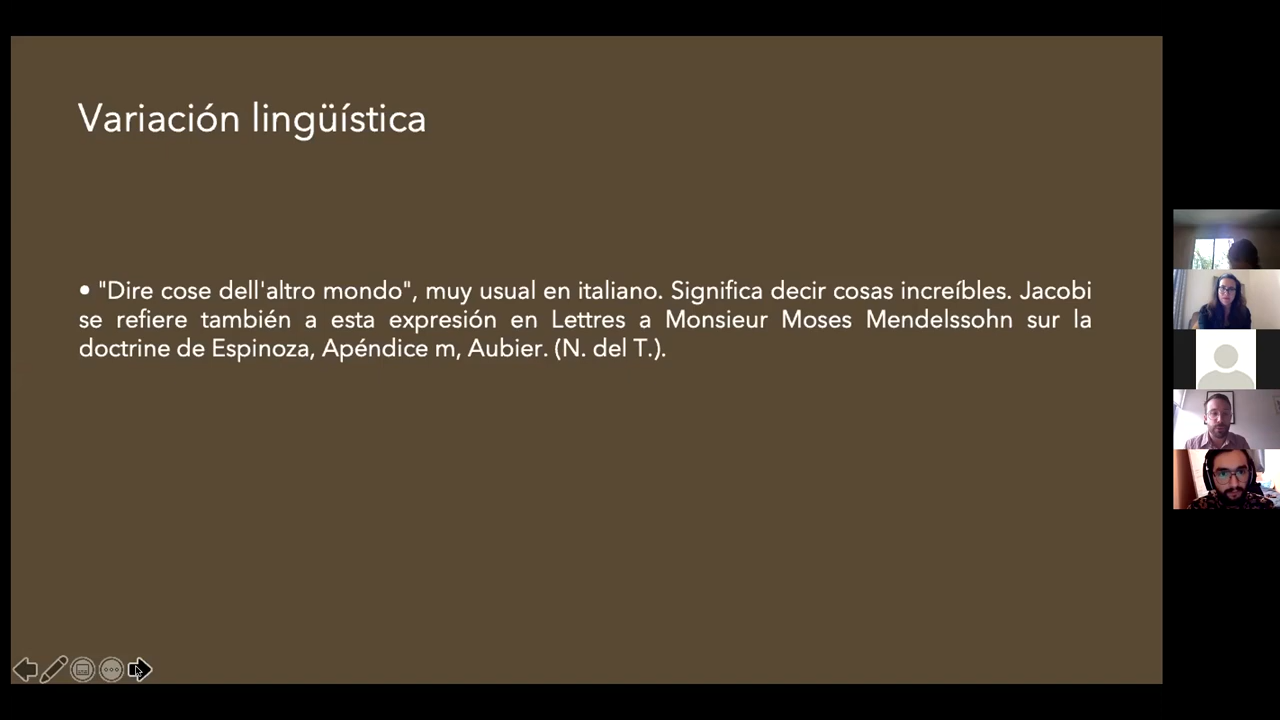 Variación lingüística
• "Dire cose dell'altro mondo", muy usual en italiano. Significa decir cosas increíbles. Jacobi
se refiere también a esta expresión en Lettres a Monsieur Moses Mendelssohn sur la
doctrine de Espinoza, Apéndice m, Aubier. (N. del T.).